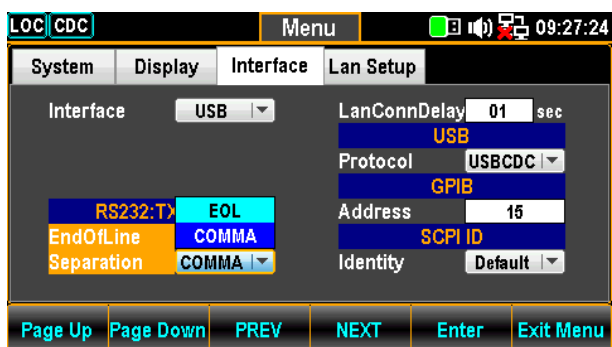 LOC CDC Menu 09:27:24
System Display Interface Lan Setup
Interface USB
LanConnDelay 01 sec
USB
Protocol USBCDC
GPIB
RS232:TX EOL
Address 15
EndOfLine COMMA
SCPI ID
Separation COMMA
Identity Default
Page Up Page Down PREV NEXT Enter Exit Menu